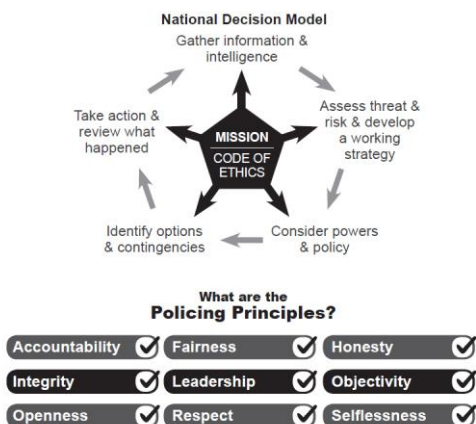 National Decision Model
Gather information &
intelligence
Assess threat &
risk & develop
a working
strategy
Consider powers
& policy
Identify options
& contingencies
Take action &
review what
happened
MISSION
CODE OF
ETHICS
What are the
Policing Principles?
Accountability
Fairness
Honesty
Integrity
Leadership
Objectivity
Openness
Respect
Selflessness